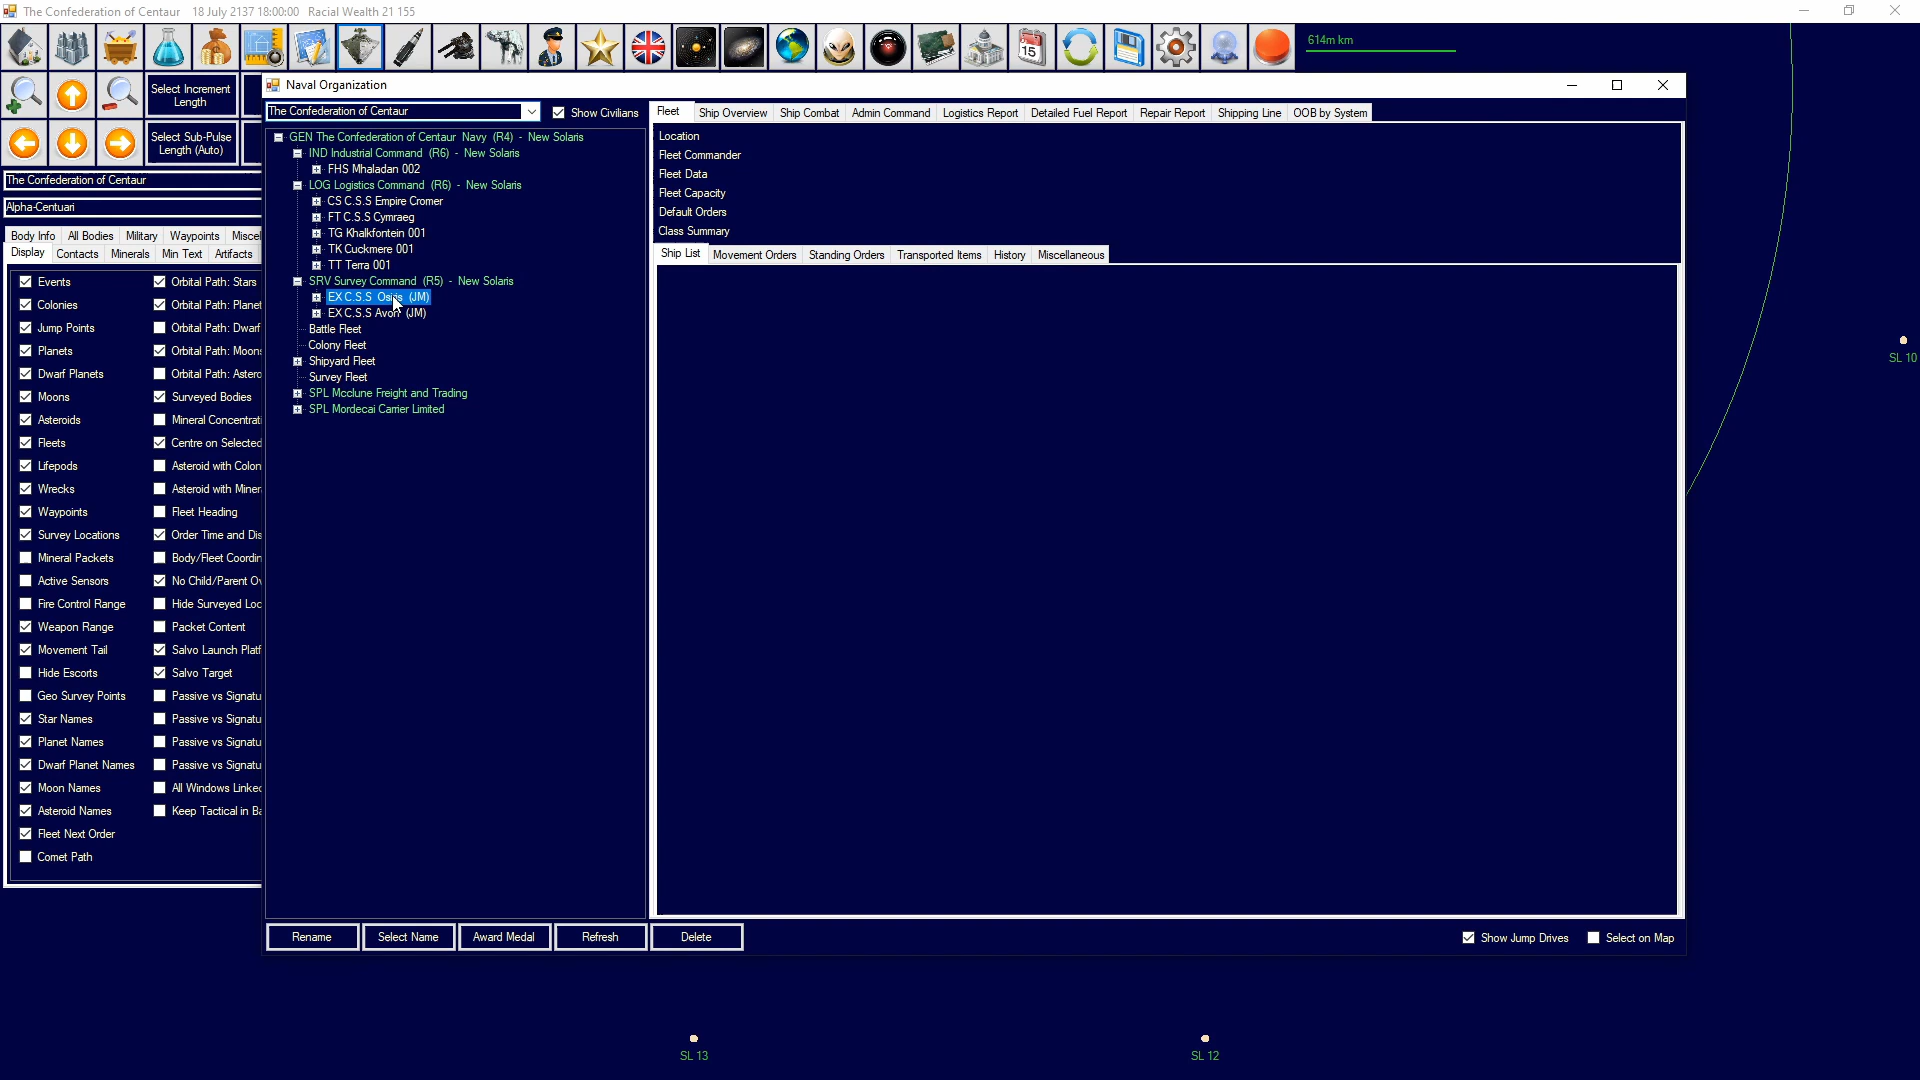 The Confederation of Centaur 18 July 2137 18:00:00 Racial Wealth 21 155
614m km
15
Select Increment Length
Select Sub-Pulse Length (Auto)
The Confederation of Centaur
Alpha-Centuari
Body Info All Bodies Military Waypoints Miscel
Display Contacts Minerals Min Text Artifacts
Events Orbital Path: Stars
Colonies Orbital Path: Planet
Jump Points Orbital Path: Dwarf
Planets Orbital Path: Moons
Dwarf Planets Orbital Path: Astero
Moons Surveyed Bodies
Asteroids Mineral Concentrati
Fleets Centre on Selected
Lifepods Asteroid with Colon
Wrecks Asteroid with Miner
Waypoints Fleet Heading
Survey Locations Order Time and Dis
Mineral Packets Body/Fleet Coordin
Active Sensors No Child/Parent Ov
Fire Control Range Hide Surveyed Loc
Weapon Range Packet Content
Movement Tail Salvo Launch Platf
Hide Escorts Salvo Target
Geo Survey Points Passive vs Signatu
Star Names Passive vs Signatu
Planet Names Passive vs Signatu
Dwarf Planet Names Passive vs Signatu
Moon Names All Windows Linked
Asteroid Names Keep Tactical in Ba
Fleet Next Order
Comet Path
Naval Organization
The Confederation of Centaur Show Civilians
GEN The Confederation of Centaur Navy (R4) - New Solaris
IND Industrial Command (R6) - New Solaris
FHS Mhaladan 002
LOG Logistics Command (R6) - New Solaris
CS C.S.S Empire Cromer
FT C.S.S Cymraeg
TG Khalkfontein 001
TK Cuckmere 001
TT Terra 001
SRV Survey Command (R5) - New Solaris
EX C.S.S Osiris (JM)
EX C.S.S Avon (JM)
Battle Fleet
Colony Fleet
Shipyard Fleet
Survey Fleet
SPL Mcclune Freight and Trading
SPL Mordecai Carrier Limited
Fleet Ship Overview Ship Combat Admin Command Logistics Report Detailed Fuel Report Repair Report Shipping Line OOB by System
Location
Fleet Commander
Fleet Data
Fleet Capacity
Default Orders
Class Summary
Ship List Movement Orders Standing Orders Transported Items History Miscellaneous
Rename Select Name Award Medal Refresh Delete Show Jump Drives Select on Map
SL 10
SL 13
SL 12